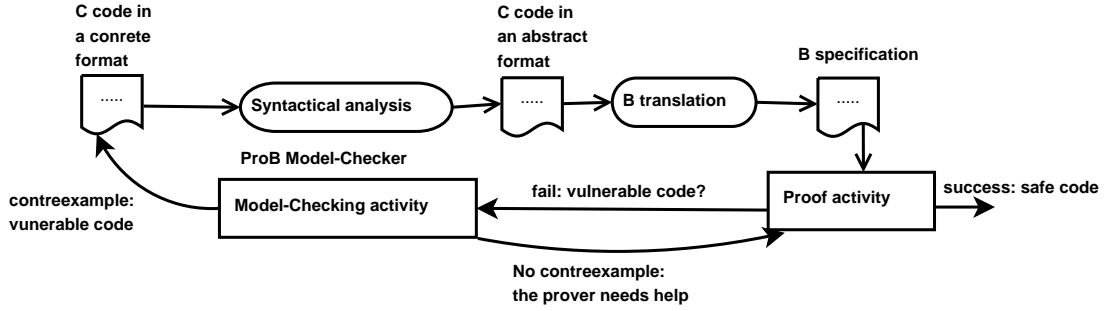 C code in
a conrete
format
C code in
an abstract
format
B specification
.....
Syntactical analysis
.....
B translation
.....
ProB Model-Checker
contreexample:
vunerable code
Model-Checking activity
fail: vulnerable code?
Proof activity
success: safe code
No contreexample:
the prover needs help